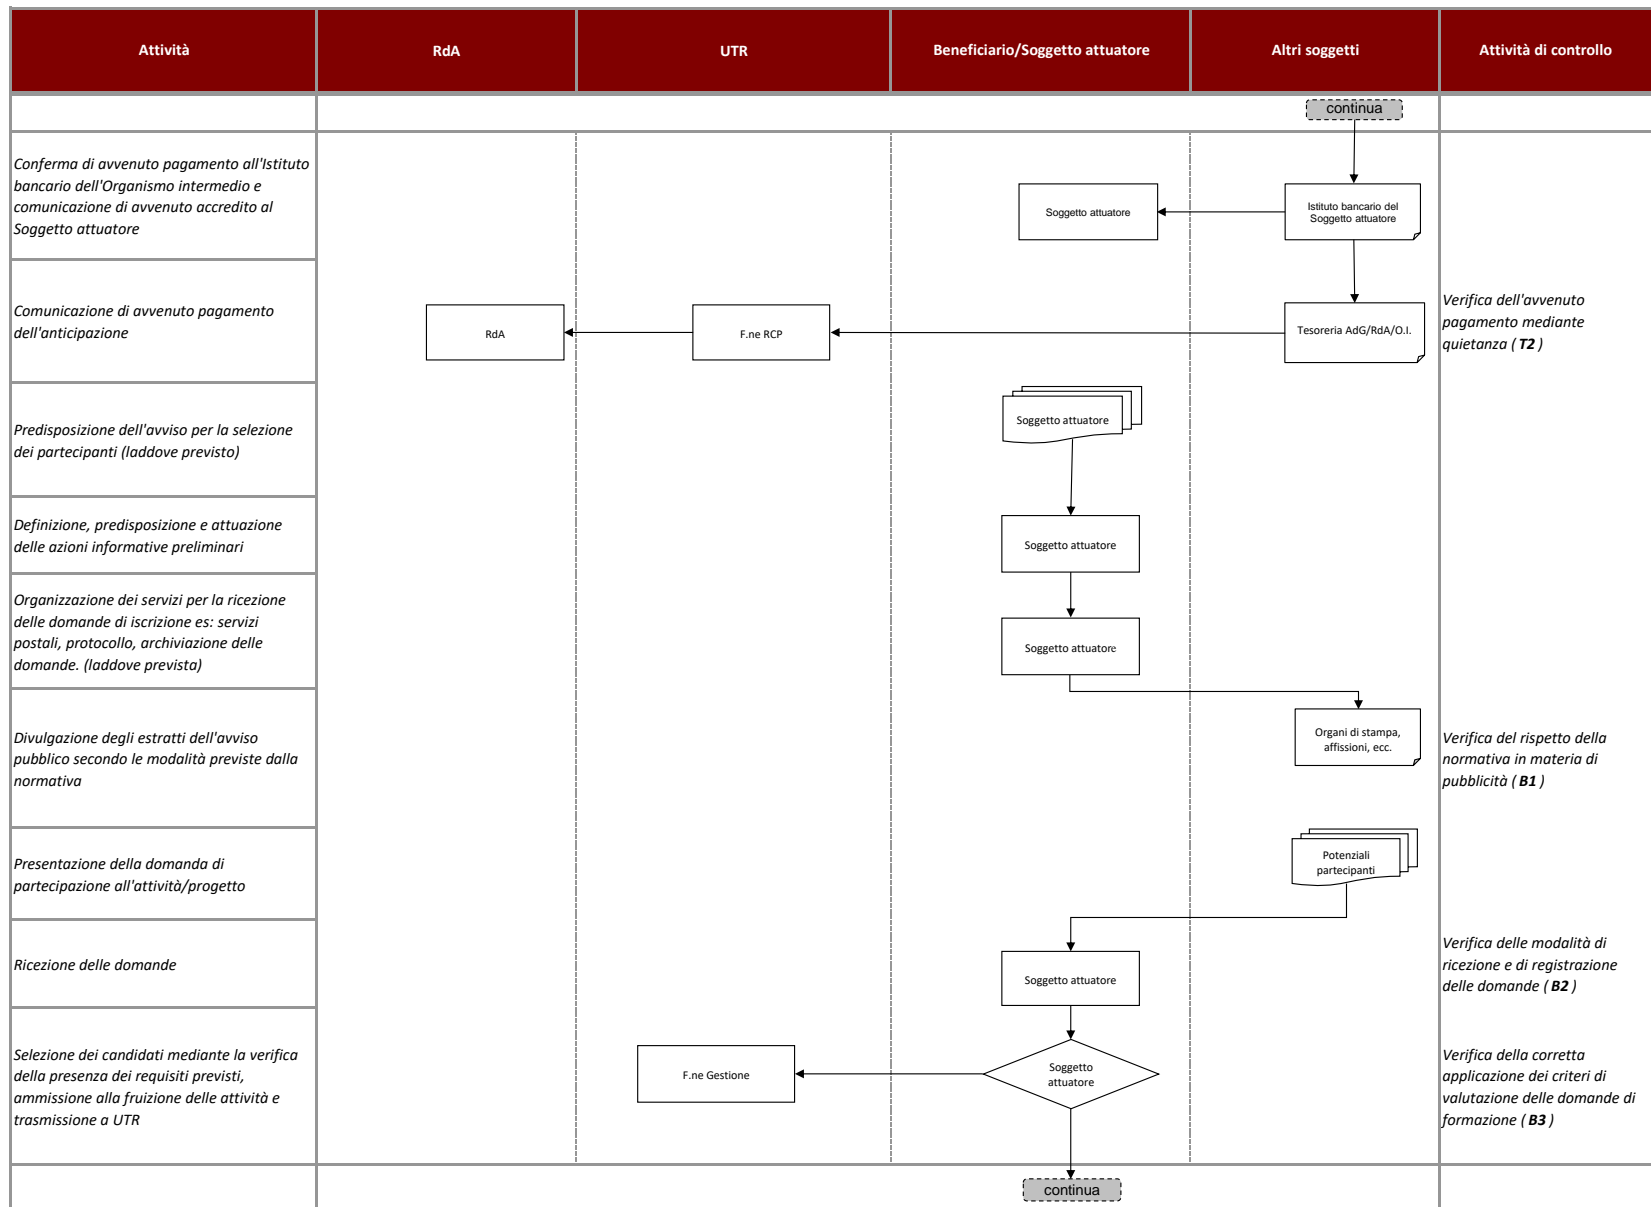 Attività
RdA
UTR
Beneficiario/Soggetto attuatore
Altri soggetti
Attività di controllo
continua
Conferma di avvenuto pagamento all'Istituto
bancario dell'Organismo intermedio e
comunicazione di avvenuto accredito al
Soggetto attuatore
Soggetto attuatore
Istituto bancario del
Soggetto attuatore
Comunicazione di avvenuto pagamento
dell'anticipazione
RdA
F.ne RCP
Tesoreria AdG/RdA/O.I.
Verifica dell'avvenuto
pagamento mediante
quietanza ( T2 )
Predisposizione dell'avviso per la selezione
dei partecipanti (laddove previsto)
Soggetto attuatore
Definizione, predisposizione e attuazione
delle azioni informative preliminari
Soggetto attuatore
Organizzazione dei servizi per la ricezione
delle domande di iscrizione es: servizi
postali, protocollo, archiviazione delle
domande. (laddove prevista)
Soggetto attuatore
Divulgazione degli estratti dell'avviso
pubblico secondo le modalità previste dalla
normativa
Organi di stampa,
affissioni, ecc.
Verifica del rispetto della
normativa in materia di
pubblicità ( B1 )
Presentazione della domanda di
partecipazione all'attività/progetto
Potenziali
partecipanti
Ricezione delle domande
Soggetto attuatore
Verifica delle modalità di
ricezione e di registrazione
delle domande ( B2 )
Selezione dei candidati mediante la verifica
della presenza dei requisiti previsti,
ammissione alla fruizione delle attività e
trasmissione a UTR
F.ne Gestione
Soggetto
attuatore
Verifica della corretta
applicazione dei criteri di
valutazione delle domande di
formazione ( B3 )
continua